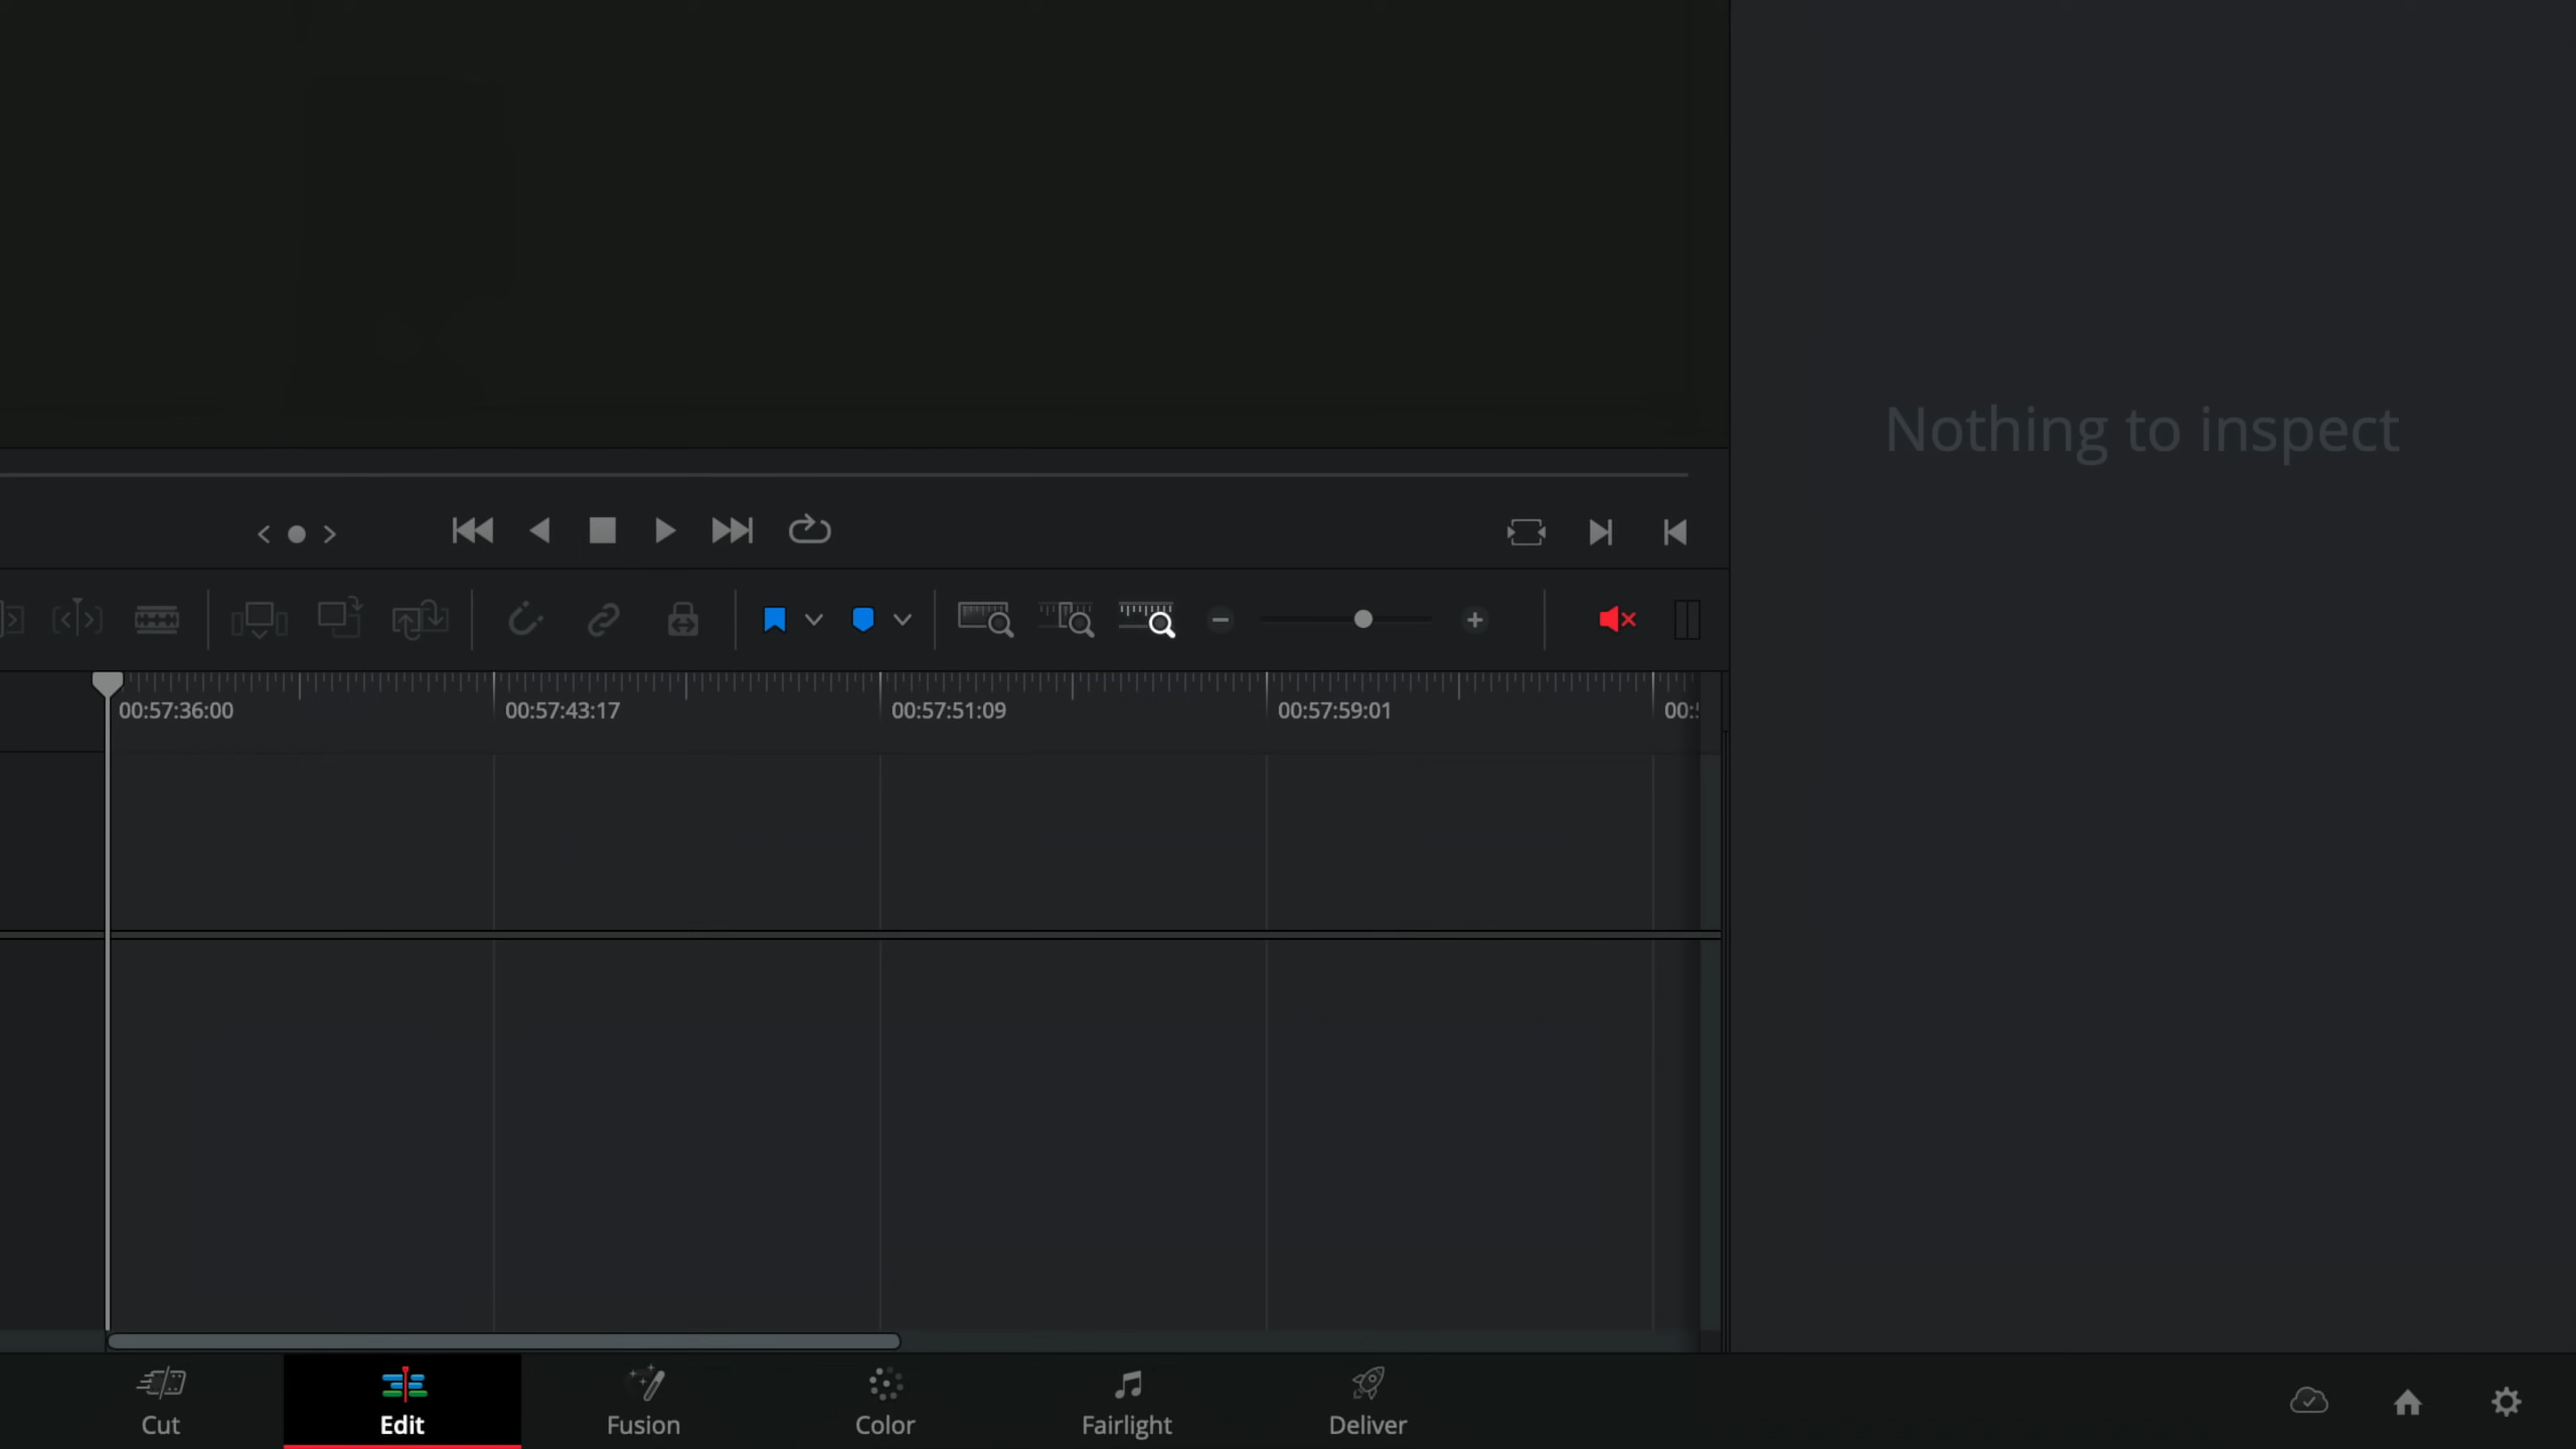 Nothing to inspect
00:57:36:00
00:57:43:17
00:57:51:09
00:57:59:01
Cut
Edit
Fusion
Color
Fairlight
Deliver